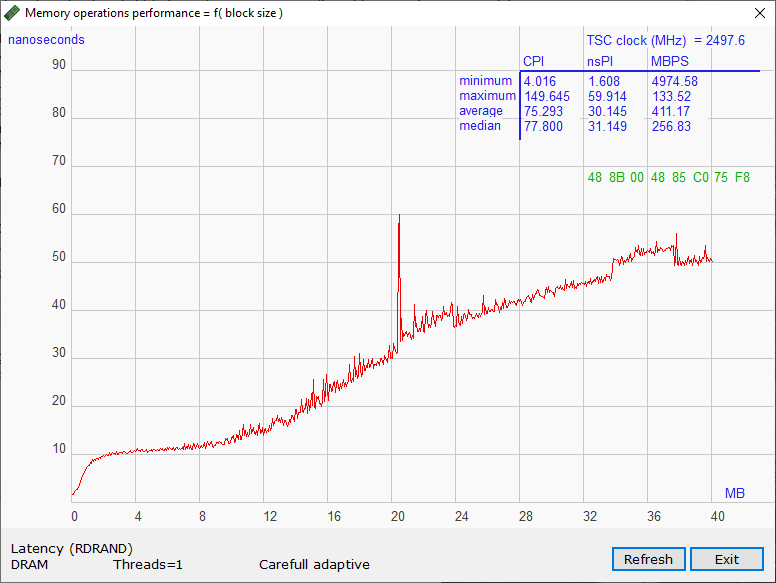 Memory operations performance = f( block size )
nanoseconds
TSC clock (MHz) = 2497.6
CPI nsPI MBPS
minimum 4.016 1.608 4974.58
maximum 149.645 59.914 133.52
average 75.293 30.145 411.17
median 77.800 31.149 256.83
48 8B 00 48 85 C0 75 F8
90
80
70
60
50
40
30
20
10
MB
0 4 8 12 16 20 24 28 32 36 40
Latency (RDRAND)
DRAM Threads=1 Carefull adaptive
Refresh Exit